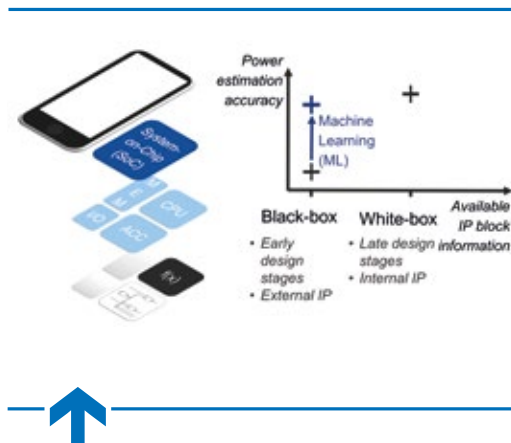 Power
estimation
accuracy
Machine
Learning
(ML)
System-
on-Chip
(SoC)
MEM
I/O
CPU
ACC
f(x)
Black-box
• Early
design
stages
• External IP
White-box
• Late design
stages
• Internal IP
Available
IP block
information